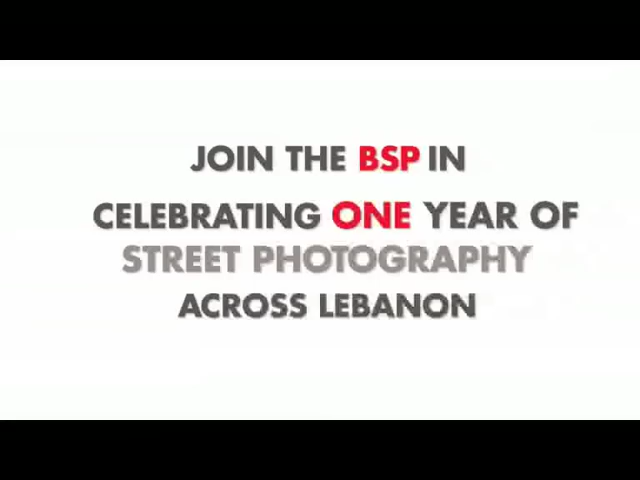 JOIN THE BSP IN
CELEBRATING ONE YEAR OF
STREET PHOTOGRAPHY
ACROSS LEBANON